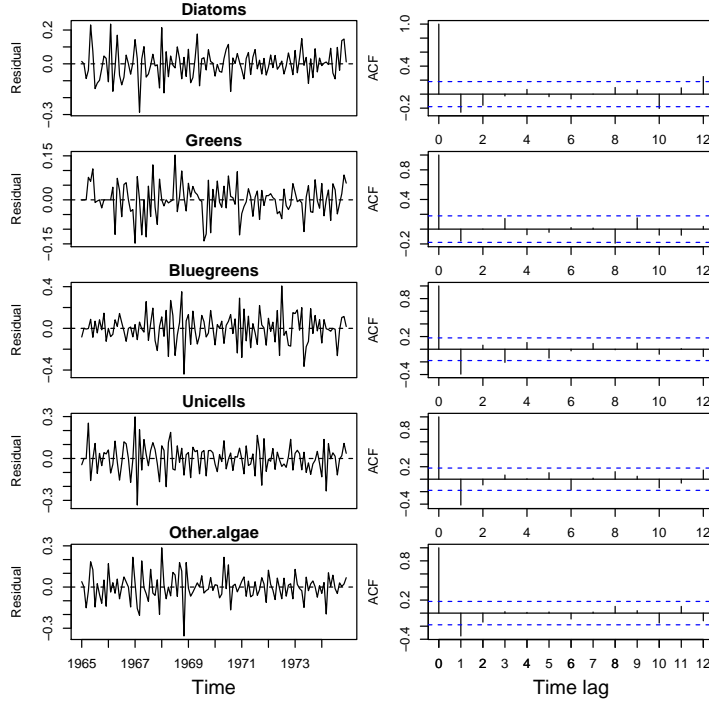 Diatoms
Residual
0.2
0.0
−0.3
ACF
1.0
0.4
−0.2
0 2 4 6 8 10 12
Greens
Residual
0.15
0.00
−0.15
ACF
0.8
0.4
−0.2
0 2 4 6 8 10 12
Bluegreens
Residual
0.4
0.0
−0.4
ACF
0.8
0.2
−0.4
0 2 4 6 8 10 12
Unicells
Residual
0.3
0.0
−0.3
ACF
0.8
0.2
−0.4
0 2 4 6 8 10 12
Other.algae
Residual
0.3
0.0
−0.3
ACF
0.8
0.2
−0.4
1965 1967 1969 1971 1973
0 1 2 3 4 5 6 7 8 9 10 11 12
Time
Time lag